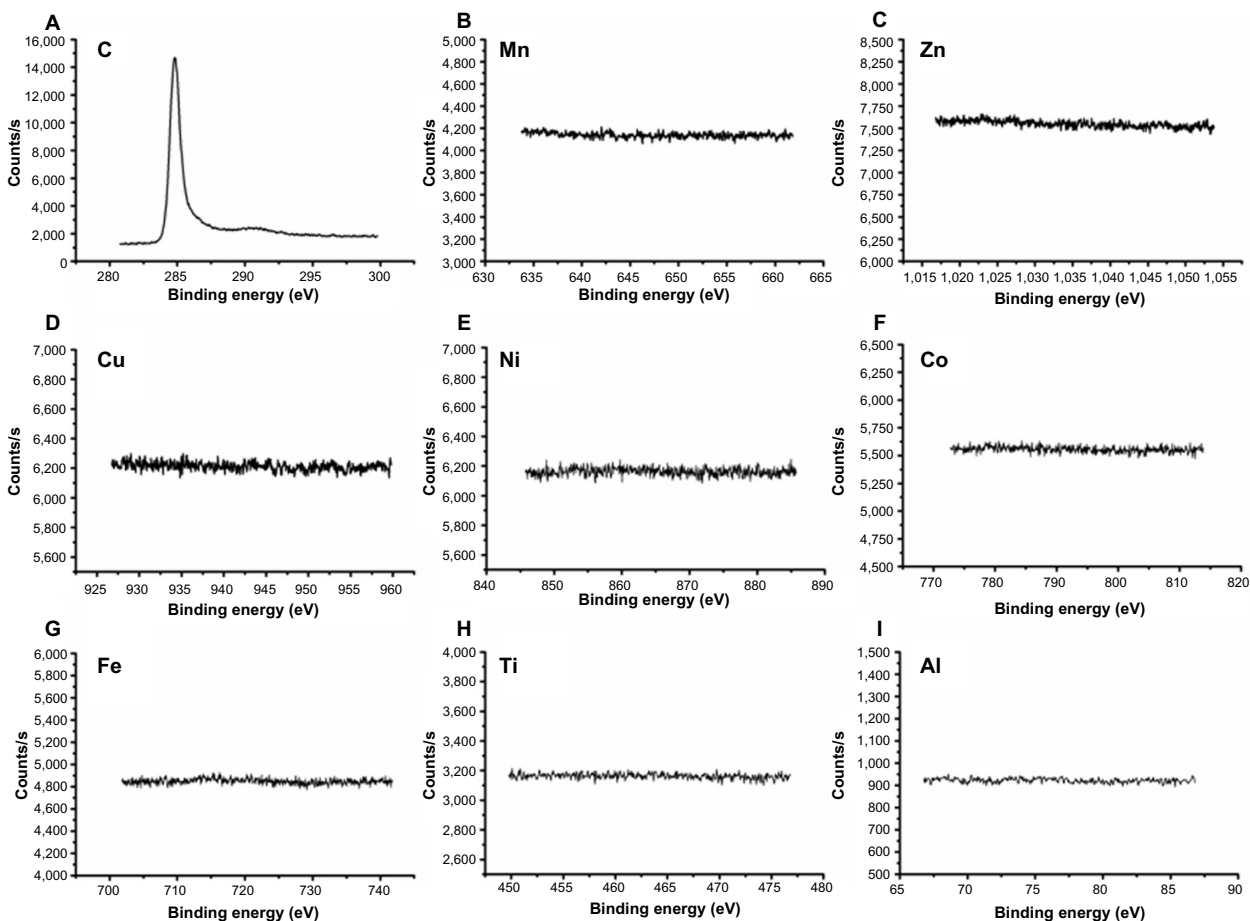 A
C
16,000
14,000
12,000
10,000
8,000
6,000
4,000
2,000
0
Counts/s
280 285 290 295 300
Binding energy (eV)
B
Mn
5,000
4,800
4,600
4,400
4,200
4,000
3,800
3,600
3,400
3,200
3,000
Counts/s
630 635 640 645 650 655 660 665
Binding energy (eV)
C
Zn
8,500
8,250
8,000
7,750
7,500
7,250
7,000
6,750
6,500
6,250
6,000
Counts/s
1,015 1,020 1,025 1,030 1,035 1,040 1,045 1,050 1,055
Binding energy (eV)
D
Cu
7,000
6,800
6,600
6,400
6,200
6,000
5,800
5,600
Counts/s
925 930 935 940 945 950 955 960
Binding energy (eV)
E
Ni
7,000
6,800
6,600
6,400
6,200
6,000
5,800
5,600
Counts/s
840 850 860 870 880 890
Binding energy (eV)
F
Co
6,500
6,250
6,000
5,750
5,500
5,250
5,000
4,750
4,500
Counts/s
770 780 790 800 810 820
Binding energy (eV)
G
Fe
6,000
5,800
5,600
5,400
5,200
5,000
4,800
4,600
4,400
4,200
4,000
Counts/s
700 710 720 730 740
Binding energy (eV)
H
Ti
4,000
3,800
3,600
3,400
3,200
3,000
2,800
2,600
Counts/s
450 455 460 465 470 475 480
Binding energy (eV)
I
Al
1,500
1,400
1,300
1,200
1,100
1,000
900
800
700
600
500
Counts/s
65 70 75 80 85 90
Binding energy (eV)